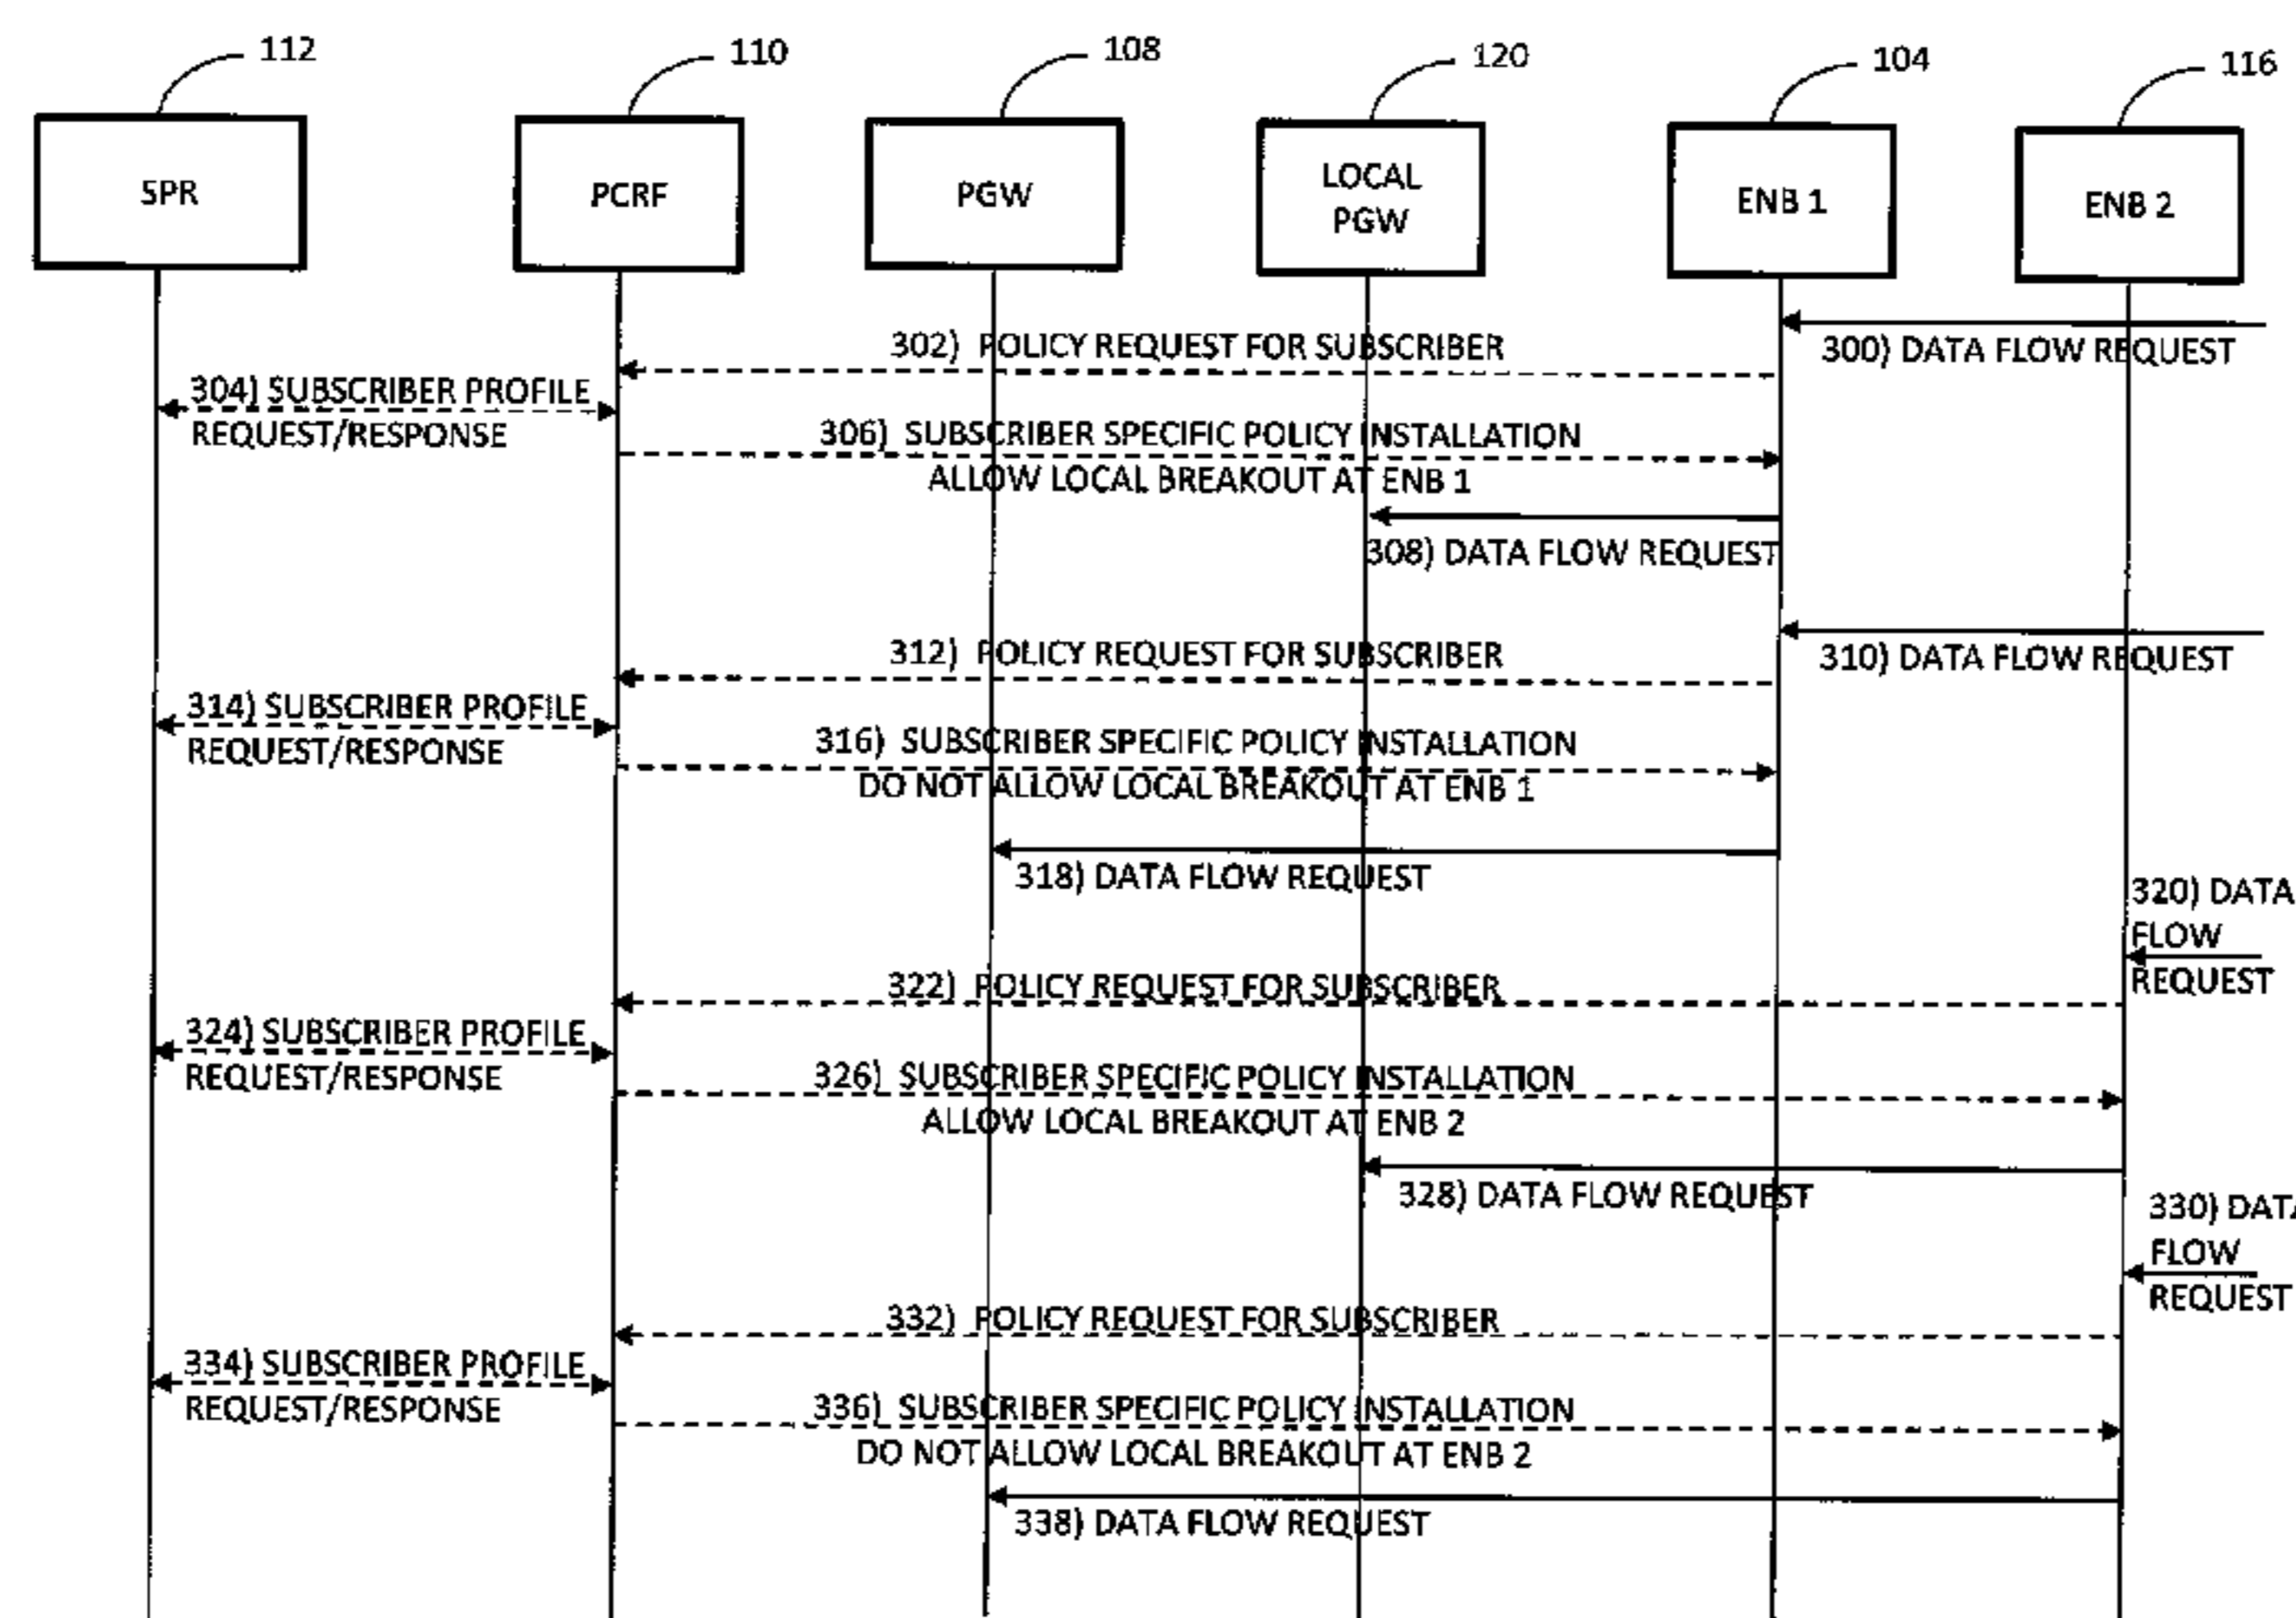 112
110
108
120
104
116
SPR
PCRF
PGW
LOCAL
PGW
ENB 1
ENB 2
300) DATA FLOW REQUEST
302) POLICY REQUEST FOR SUBSCRIBER
304) SUBSCRIBER PROFILE
REQUEST/RESPONSE
306) SUBSCRIBER SPECIFIC POLICY INSTALLATION
ALLOW LOCAL BREAKOUT AT ENB 1
308) DATA FLOW REQUEST
310) DATA FLOW REQUEST
312) POLICY REQUEST FOR SUBSCRIBER
314) SUBSCRIBER PROFILE
REQUEST/RESPONSE
316) SUBSCRIBER SPECIFIC POLICY INSTALLATION
DO NOT ALLOW LOCAL BREAKOUT AT ENB 1
318) DATA FLOW REQUEST
320) DATA
FLOW
REQUEST
322) POLICY REQUEST FOR SUBSCRIBER
324) SUBSCRIBER PROFILE
REQUEST/RESPONSE
326) SUBSCRIBER SPECIFIC POLICY INSTALLATION
ALLOW LOCAL BREAKOUT AT ENB 2
328) DATA FLOW REQUEST
330) DATA
FLOW
REQUEST
332) POLICY REQUEST FOR SUBSCRIBER
334) SUBSCRIBER PROFILE
REQUEST/RESPONSE
336) SUBSCRIBER SPECIFIC POLICY INSTALLATION
DO NOT ALLOW LOCAL BREAKOUT AT ENB 2
338) DATA FLOW REQUEST